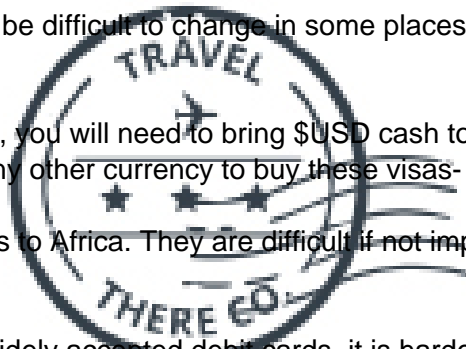 be difficult to change in some places
TRAVEL
, you will need to bring $USD cash to
ny other currency to buy these visas-
s to Africa. They are difficult if not imp
THERE CO.
idely accepted debit cards, it is harde